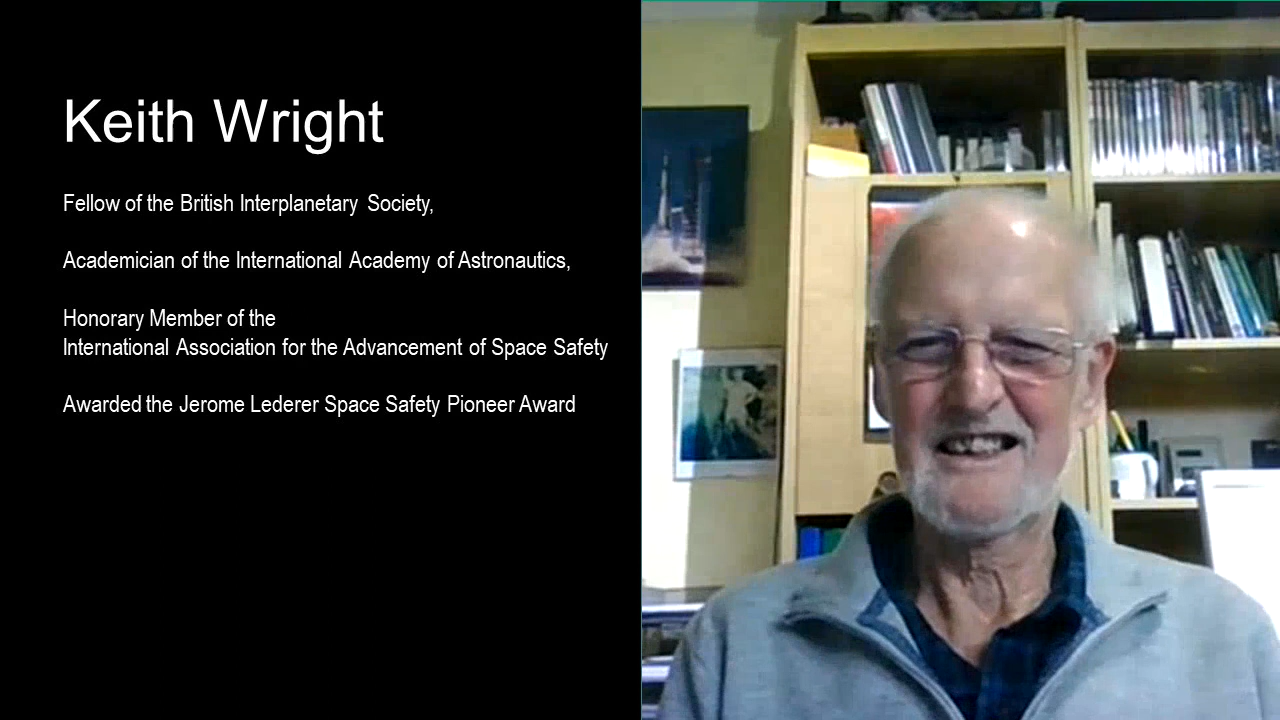 Keith Wright
Fellow of the British Interplanetary Society,
Academician of the International Academy of Astronautics,
Honorary Member of the
International Association for the Advancement of Space Safety
Awarded the Jerome Lederer Space Safety Pioneer Award